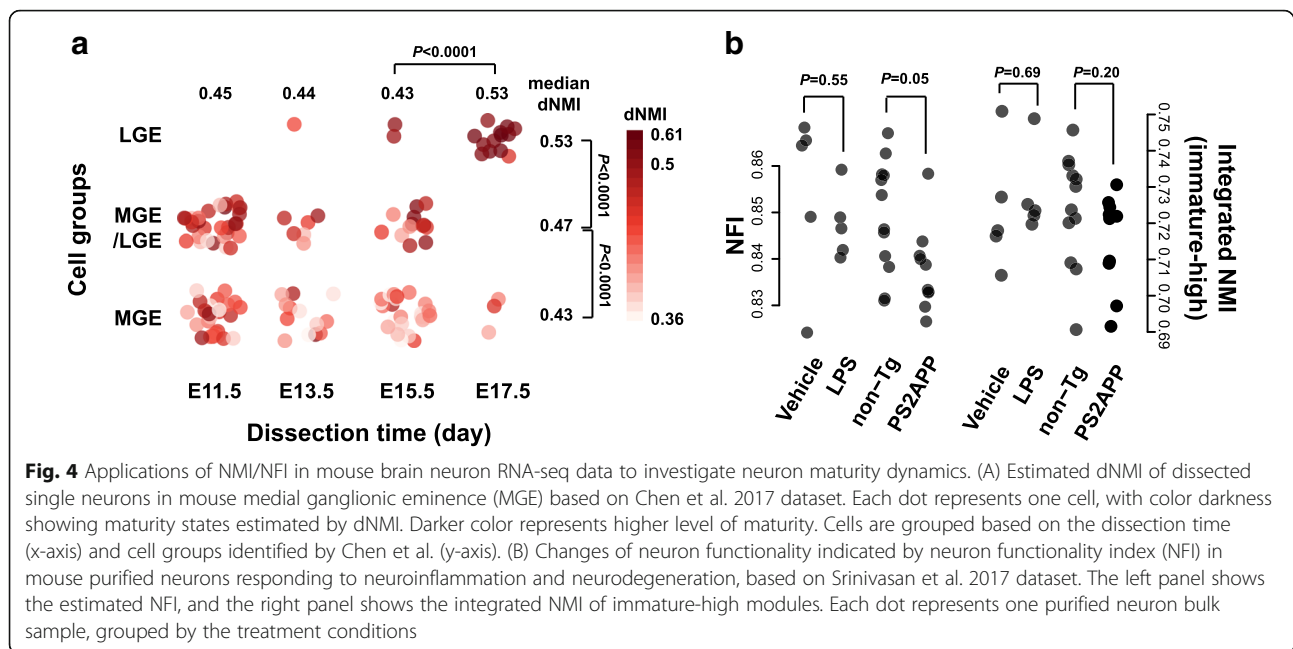 a
P<0.0001
0.45 0.44 0.43 0.53
median
dNMI
dNMI
LGE
MGE
/LGE
MGE
Cell groups
0.53
0.47
0.43
P<0.0001
P<0.0001
0.61
0.5
0.36
E11.5 E13.5 E15.5 E17.5
Dissection time (day)
b
P=0.55 P=0.05 P=0.69 P=0.20
NFI
0.86
0.85
0.84
0.83
0.75
0.74
0.73
0.72
0.71
0.70
0.69
Integrated NMI
(immature-high)
Vehicle LPS non-Tg PS2APP Vehicle LPS non-Tg PS2APP
Fig. 4 Applications of NMI/NFI in mouse brain neuron RNA-seq data to investigate neuron maturity dynamics. (A) Estimated dNMI of dissected
single neurons in mouse medial ganglionic eminence (MGE) based on Chen et al. 2017 dataset. Each dot represents one cell, with color darkness
showing maturity states estimated by dNMI. Darker color represents higher level of maturity. Cells are grouped based on the dissection time
(x-axis) and cell groups identified by Chen et al. (y-axis). (B) Changes of neuron functionality indicated by neuron functionality index (NFI) in
mouse purified neurons responding to neuroinflammation and neurodegeneration, based on Srinivasan et al. 2017 dataset. The left panel shows
the estimated NFI, and the right panel shows the integrated NMI of immature-high modules. Each dot represents one purified neuron bulk
sample, grouped by the treatment conditions